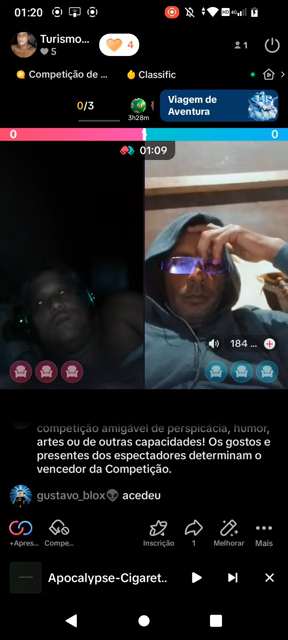 01:20
HD 4G
Turismo...
5
4
1
Competição de ...
Classific
0/3
3h28m
Viagem de
Aventura
0
0
01:09
184 ...
competição amigável de perspicácia, humor,
artes ou de outras capacidades! Os gostos e
presentes dos espectadores determinam o
vencedor da Competição.
gustavo_blox👽 acedeu
+Apres...
Compe...
Inscrição
1
Melhorar
Mais
Apocalypse-Cigaret..